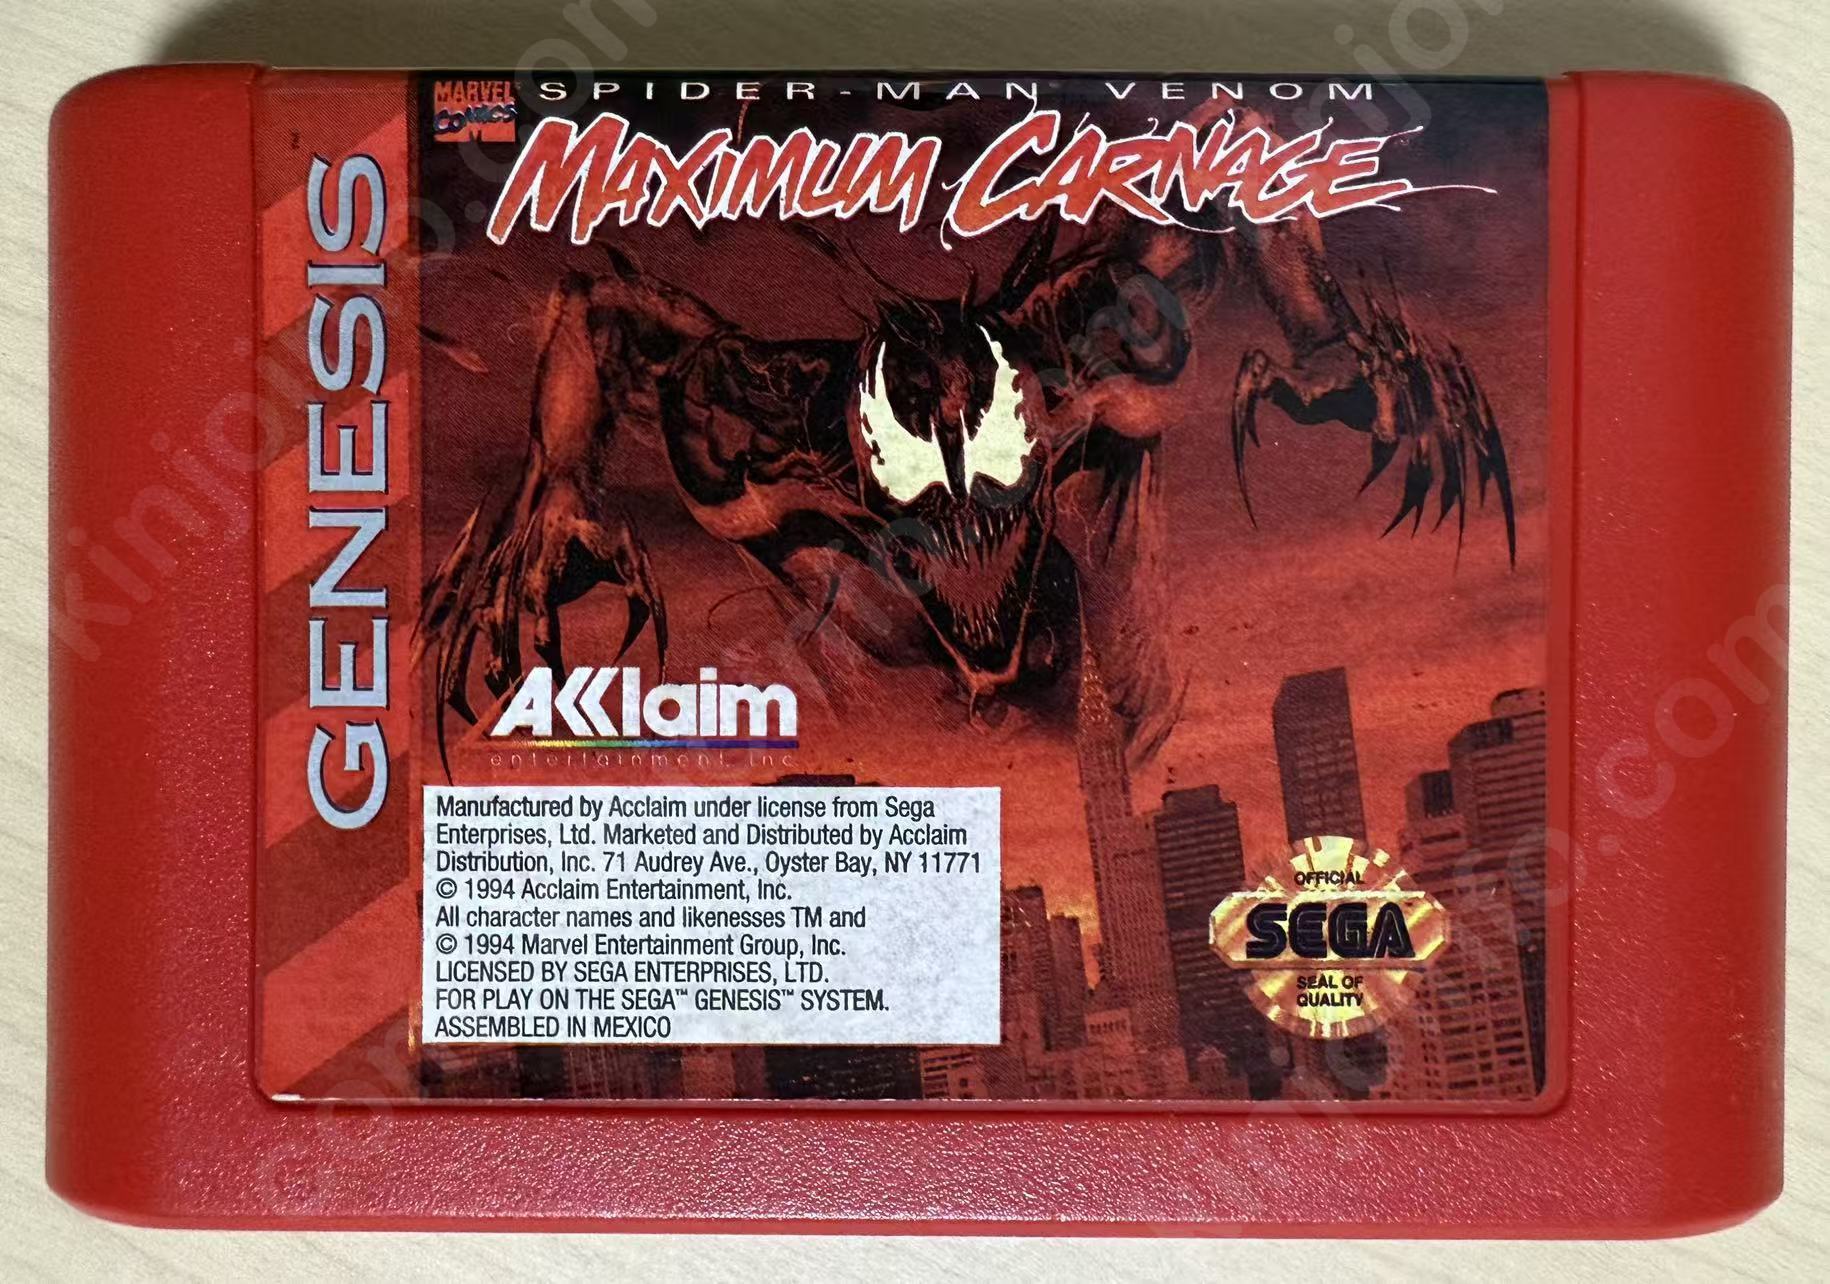 MARVEL
COMICS
SPIDER-MAN VENOM
MAXIMUM CARNAGE
GENESIS
AKKlaim
entertainment, inc.
Manufactured by Acclaim under license from Sega
Enterprises, Ltd. Marketed and Distributed by Acclaim
Distribution, Inc. 71 Audrey Ave., Oyster Bay, NY 11771
© 1994 Acclaim Entertainment, Inc.
All character names and likenesses TM and
© 1994 Marvel Entertainment Group, Inc.
LICENSED BY SEGA ENTERPRISES, LTD.
FOR PLAY ON THE SEGA™ GENESIS™ SYSTEM.
ASSEMBLED IN MEXICO
OFFICIAL
SEGA
SEAL OF
QUALITY